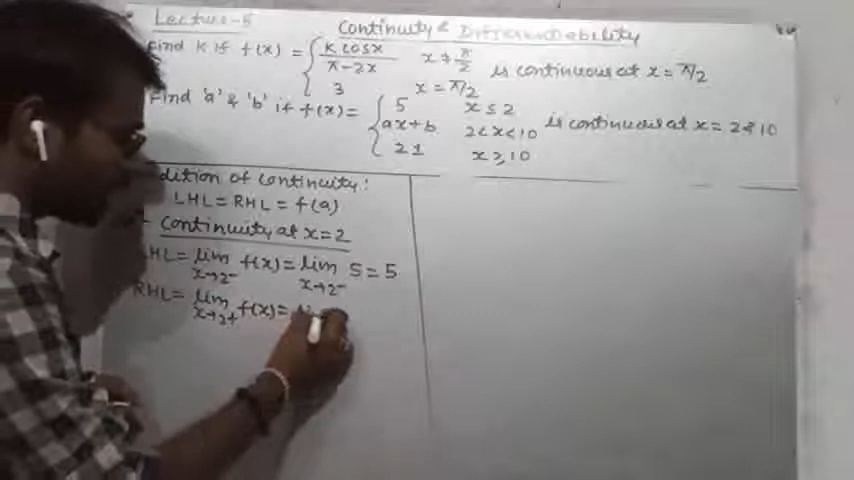 Lecture-5
Continuity & Differentiability
Find K if f(x) = { K cosx / π-2x   x ≠ π/2
3   x = π/2   is continuous at x = π/2
Find 'a' & 'b' if f(x) = { 5   x ≤ 2
ax+b   2<x<10   is continuous at x = 2 & 10
21   x ≥ 10
dition of continuity:
LHL = RHL = f(a)
continuity at x=2
HL = lim x→2⁻ f(x) = lim x→2⁻ 5 = 5
RHL = lim x→2+ f(x) =